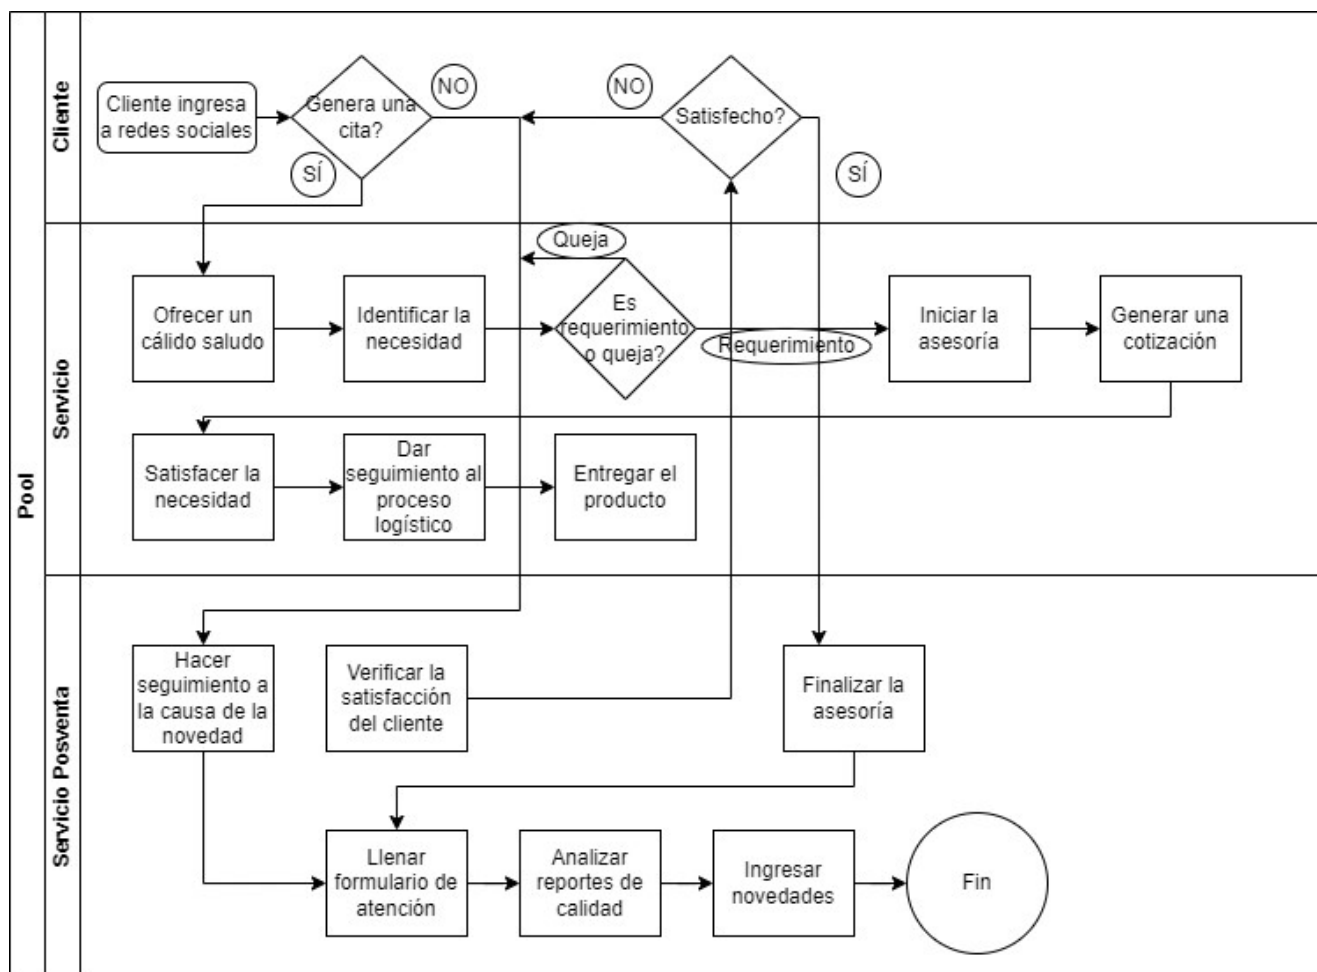 Pool
Cliente
Cliente ingresa
a redes sociales
Genera una
cita?
NO
SÍ
NO
Satisfecho?
SÍ
Servicio
Queja
Ofrecer un
cálido saludo
Identificar la
necesidad
Es
requerimiento
o queja?
Requerimiento
Iniciar la
asesoría
Generar una
cotización
Satisfacer la
necesidad
Dar
seguimiento al
proceso
logístico
Entregar el
producto
Servicio Posventa
Hacer
seguimiento a
la causa de la
novedad
Verificar la
satisfacción
del cliente
Finalizar la
asesoría
Llenar
formulario de
atención
Analizar
reportes de
calidad
Ingresar
novedades
Fin